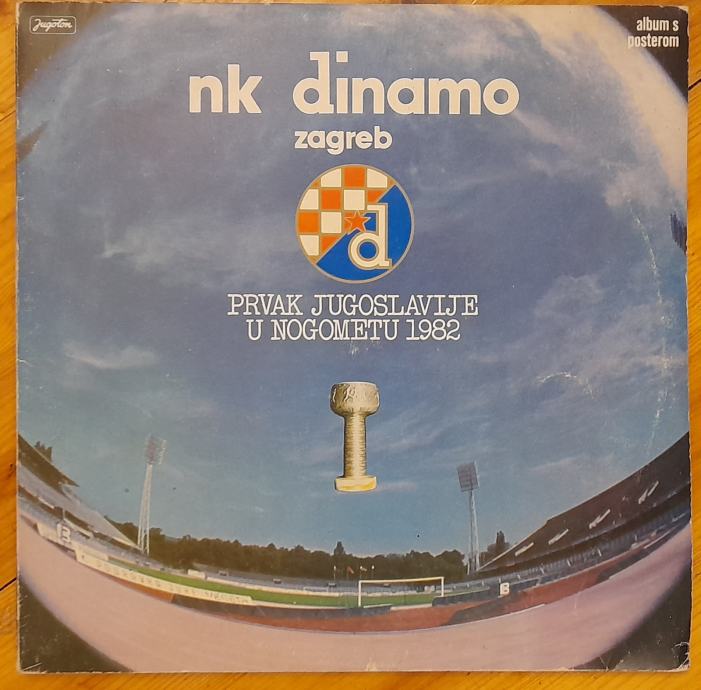 Jugoton
album s
posterom
nk dinamo
zagreb
d
PRVAK JUGOSLAVIJE
U NOGOMETU 1982